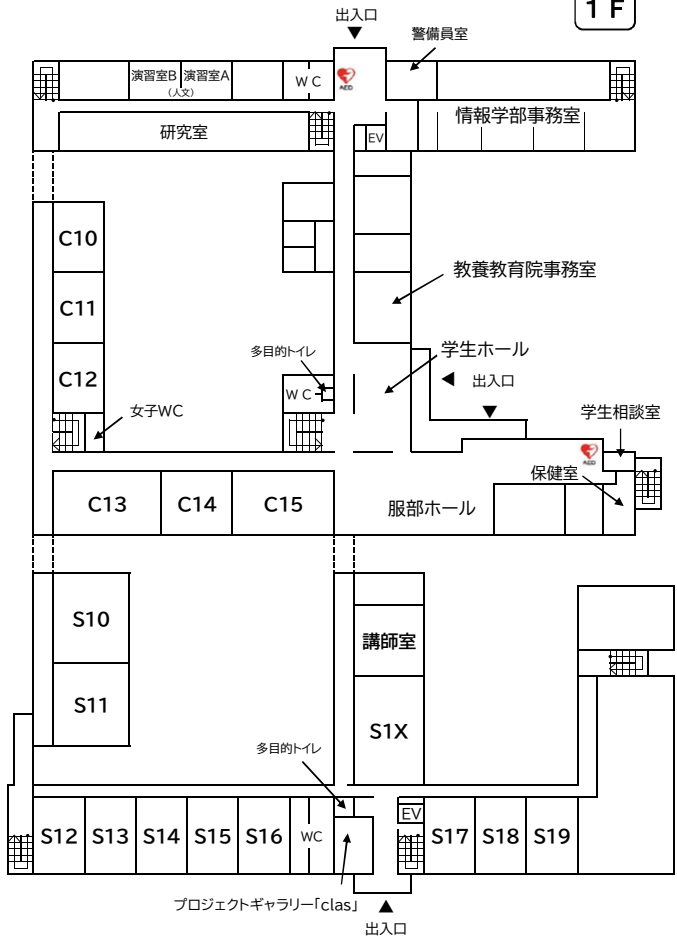 1 F
出入口
警備員室
演習室B 演習室A
(人文)
W C
AED
情報学部事務室
研究室
EV
C10
教養教育院事務室
C11
学生ホール
多目的トイレ
出入口
C12
W C
女子WC
学生相談室
AED
保健室
C13
C14
C15
服部ホール
S10
講師室
S11
S1X
多目的トイレ
EV
S12
S13
S14
S15
S16
WC
S17
S18
S19
プロジェクトギャラリー「clas」
出入口